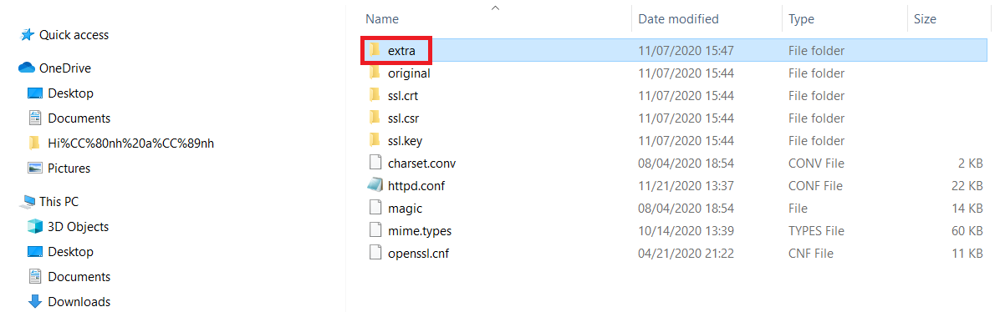 Name Date modified Type Size
Quick access
OneDrive
Desktop
Documents
Hi%CC%80nh%20a%CC%89nh
Pictures
This PC
3D Objects
Desktop
Documents
Downloads
extra 11/07/2020 15:47 File folder
original 11/07/2020 15:44 File folder
ssl.crt 11/07/2020 15:44 File folder
ssl.csr 11/07/2020 15:44 File folder
ssl.key 11/07/2020 15:44 File folder
charset.conv 08/04/2020 18:54 CONV File 2 KB
httpd.conf 11/21/2020 13:37 CONF File 22 KB
magic 08/04/2020 18:54 File 14 KB
mime.types 10/14/2020 13:39 TYPES File 60 KB
openssl.cnf 04/21/2020 21:22 CNF File 11 KB